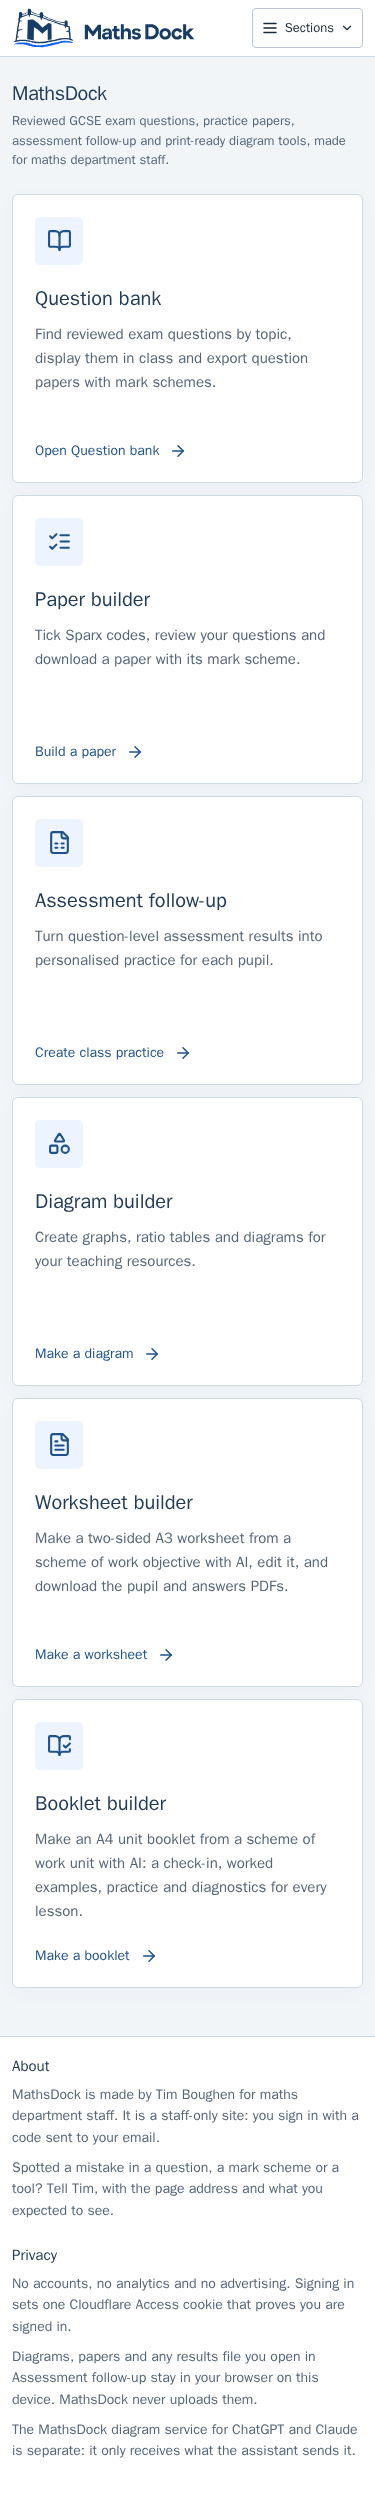 Maths Dock
Sections
MathsDock
Reviewed GCSE exam questions, practice papers,
assessment follow-up and print-ready diagram tools, made
for maths department staff.
Question bank
Find reviewed exam questions by topic,
display them in class and export question
papers with mark schemes.
Open Question bank
Paper builder
Tick Sparx codes, review your questions and
download a paper with its mark scheme.
Build a paper
Assessment follow-up
Turn question-level assessment results into
personalised practice for each pupil.
Create class practice
Diagram builder
Create graphs, ratio tables and diagrams for
your teaching resources.
Make a diagram
Worksheet builder
Make a two-sided A3 worksheet from a
scheme of work objective with AI, edit it, and
download the pupil and answers PDFs.
Make a worksheet
Booklet builder
Make an A4 unit booklet from a scheme of
work unit with AI: a check-in, worked
examples, practice and diagnostics for every
lesson.
Make a booklet
About
MathsDock is made by Tim Boughen for maths
department staff. It is a staff-only site: you sign in with a
code sent to your email.
Spotted a mistake in a question, a mark scheme or a
tool? Tell Tim, with the page address and what you
expected to see.
Privacy
No accounts, no analytics and no advertising. Signing in
sets one Cloudflare Access cookie that proves you are
signed in.
Diagrams, papers and any results file you open in
Assessment follow-up stay in your browser on this
device. MathsDock never uploads them.
The MathsDock diagram service for ChatGPT and Claude
is separate: it only receives what the assistant sends it.